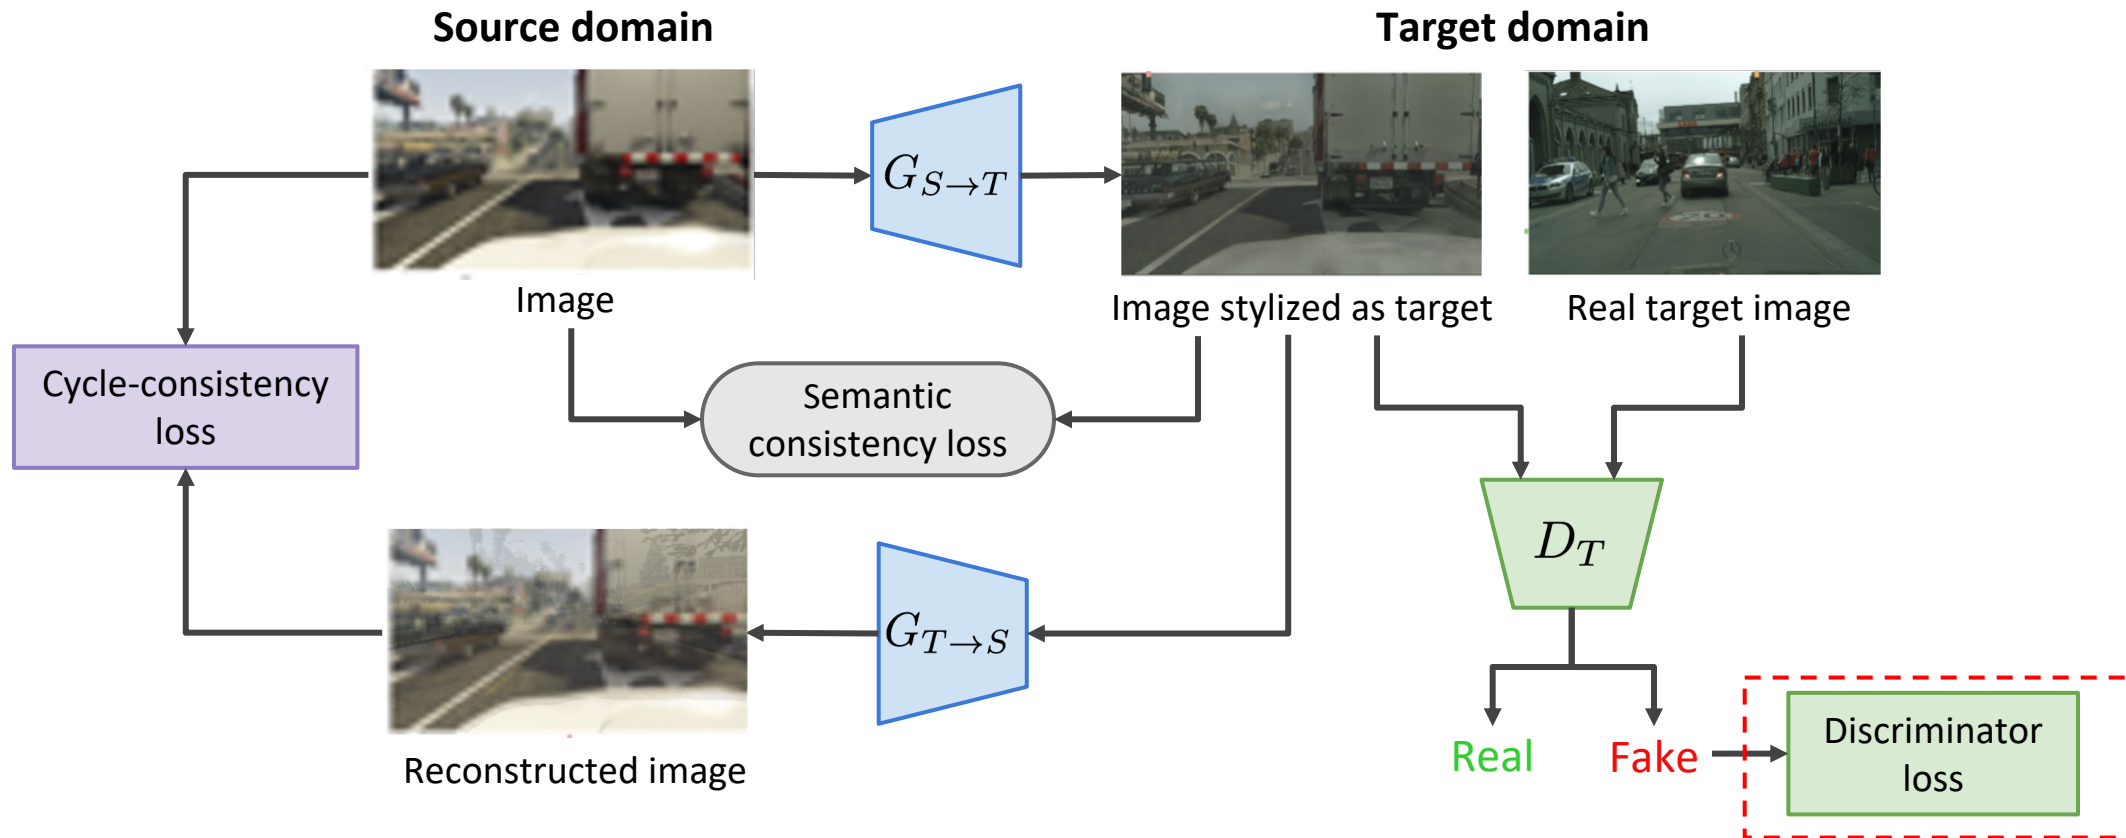 Source domain
Target domain
G_{S→T}
Image
Image stylized as target
Real target image
Cycle-consistency
loss
Semantic
consistency loss
D_T
G_{T→S}
Reconstructed image
Real
Fake
Discriminator
loss